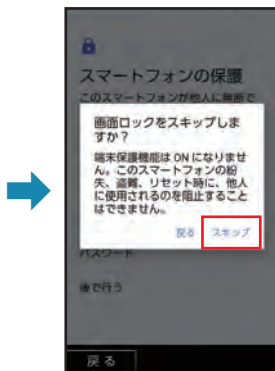 スマートフォンの保護
このスマートフォンが他人に無断で
画面ロックをスキップしま
すか？
端末保護機能は ON になりませ
ん。このスマートフォンの紛
失、盗難、リセット時に、他人
に使用されるのを阻止すること
はできません。
戻る スキップ
パスワード
後で行う
戻る